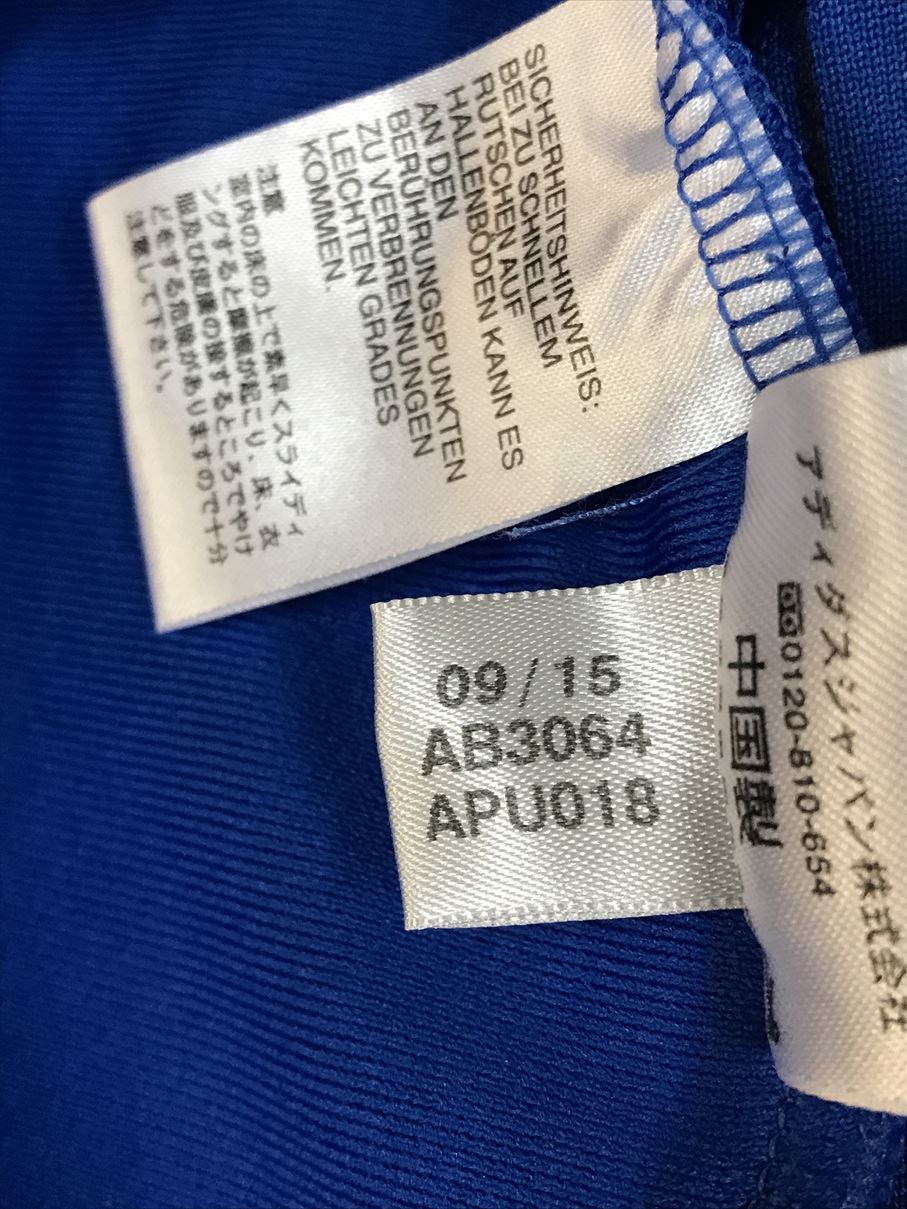 SICHERHEITSHINWEIS:
BEI ZU SCHNELLEM
RUTSCHEN AUF
HALLENBÖDEN KANN ES
AN DEN
BERÜHRUNGSPUNKTEN
ZU VERBRENNUNGEN
LEICHTEN GRADES
KOMMEN.
注意
室内の床の上で素早くスライディ
ングすると摩擦が起こり、床、衣
服及び皮膚の接するところでやけ
どをする危険がありますので十分
注意して下さい。
09/15
AB3064
APU018
アディダスジャパン株式会社
0120-810-654
中国製